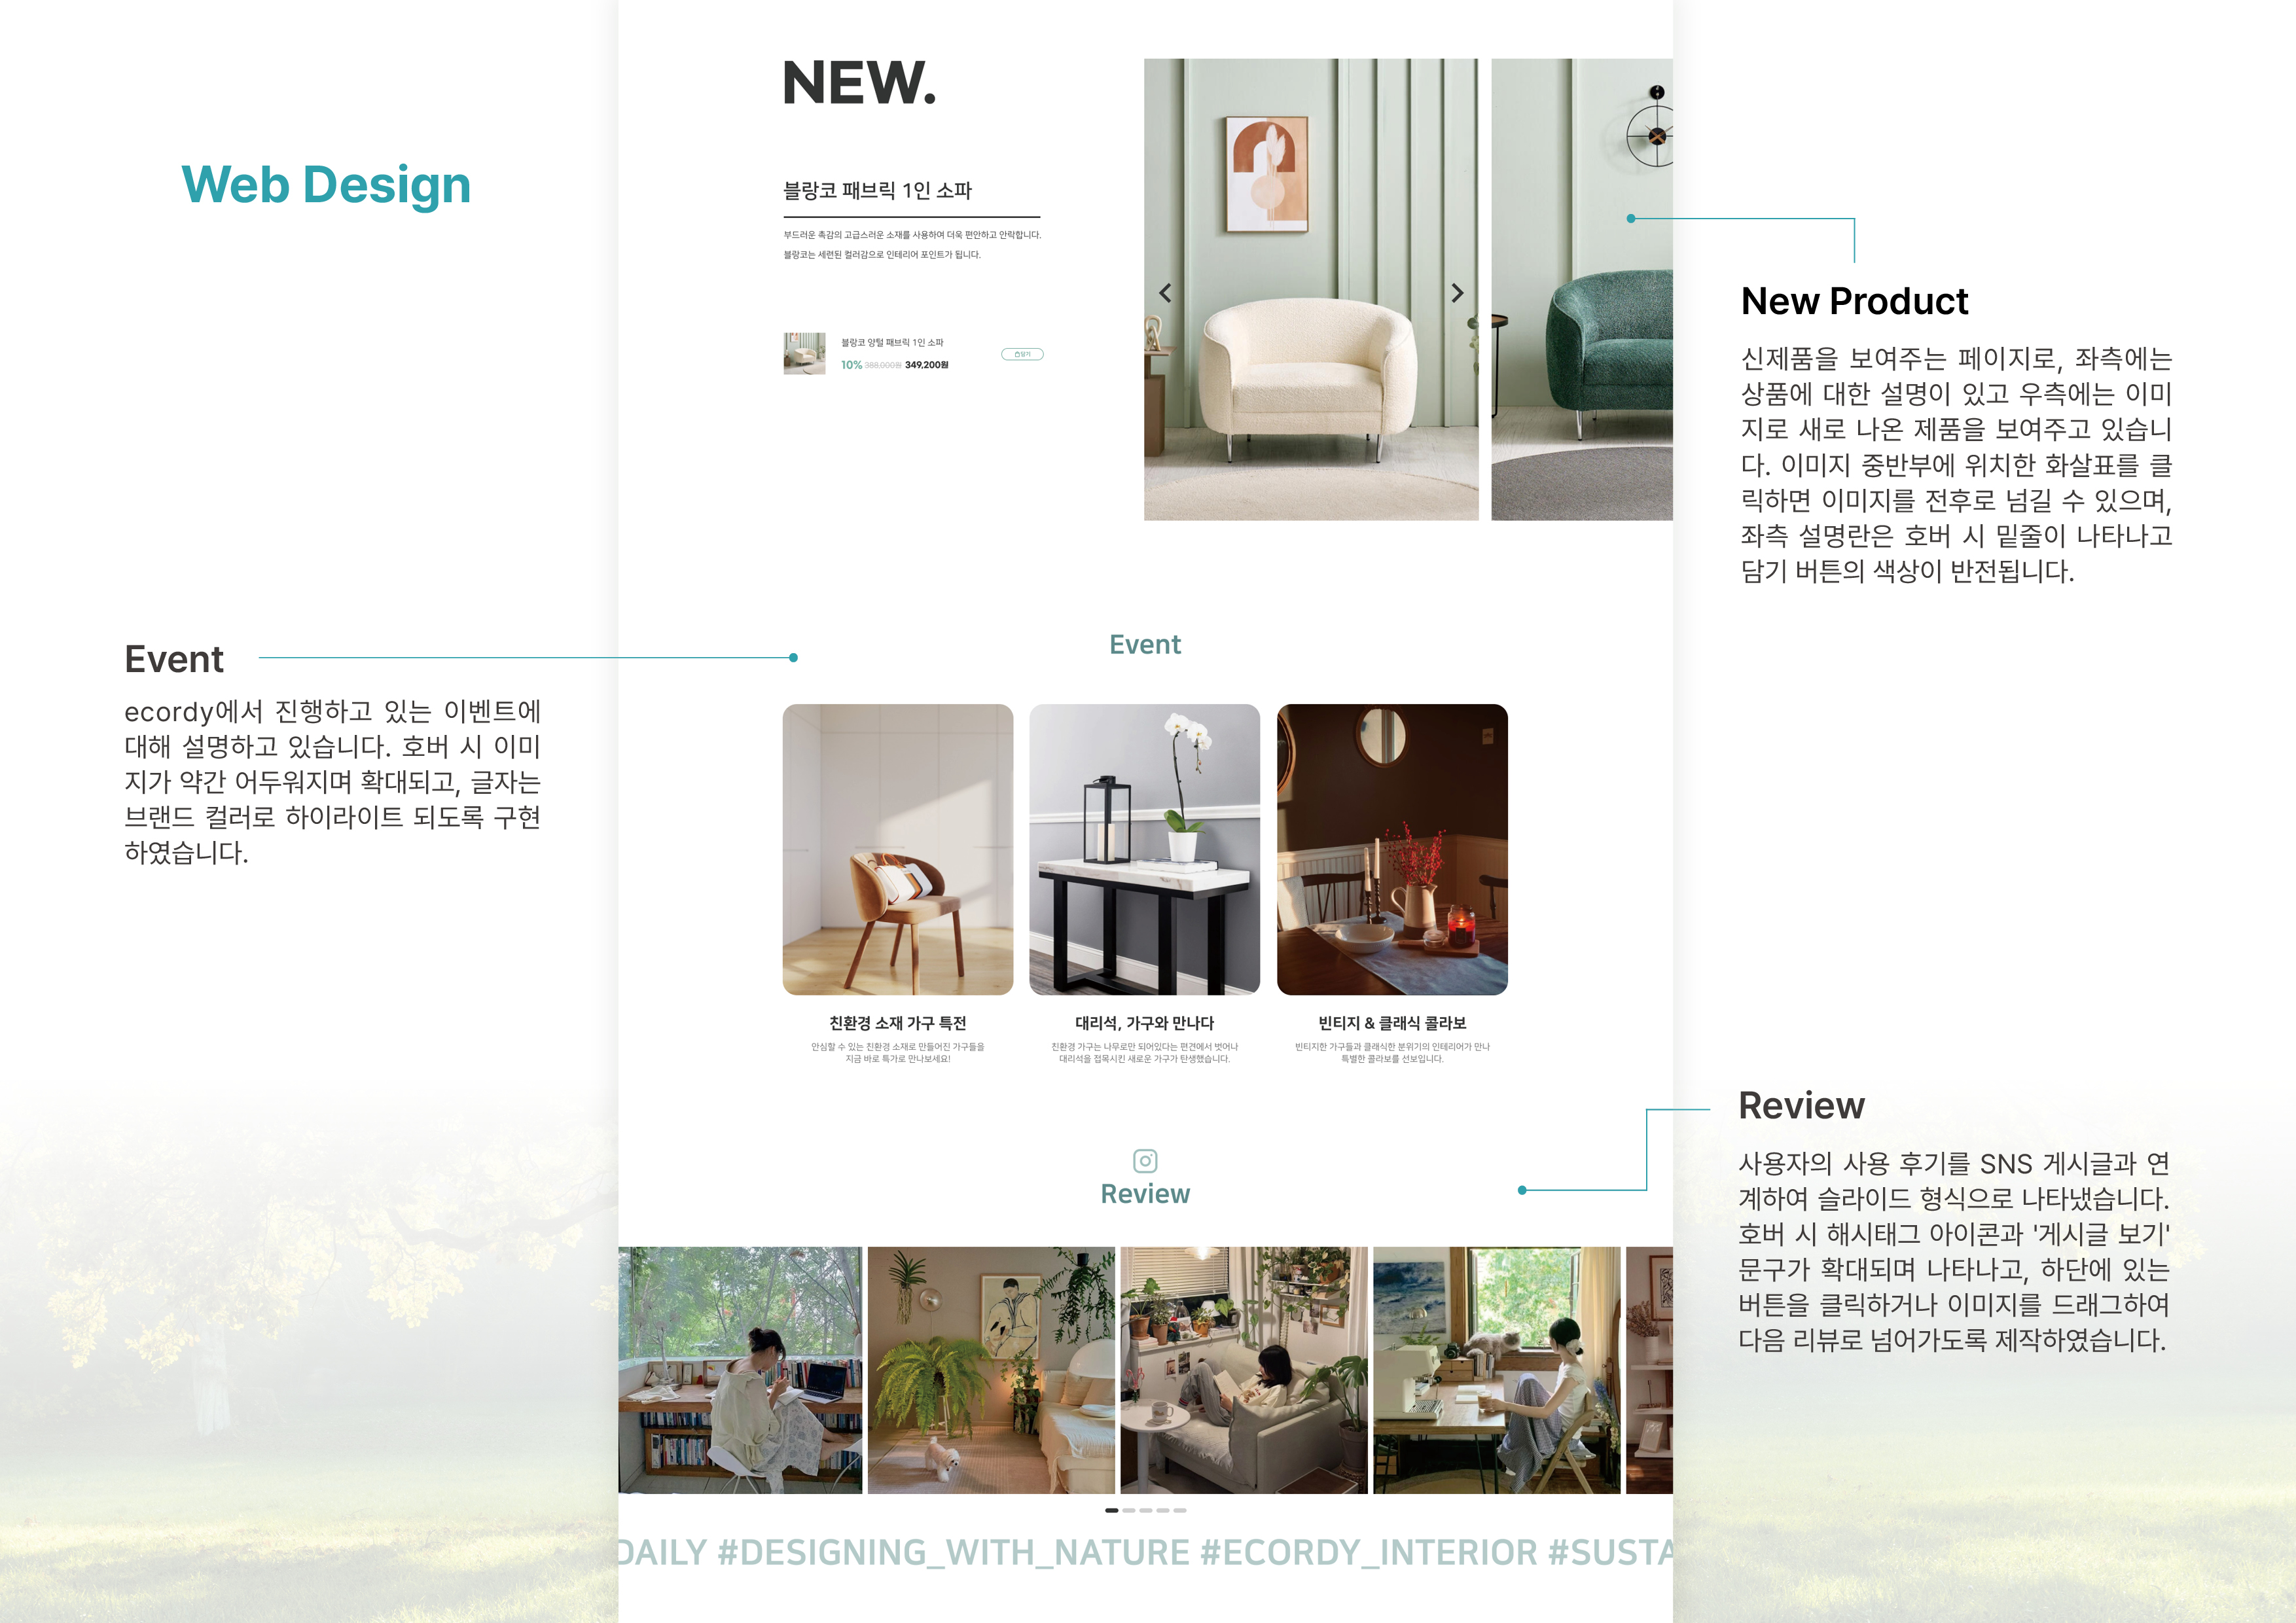 Web Design
NEW.
블랑코 패브릭 1인 소파
부드러운 촉감의 고급스러운 소재를 사용하여 더욱 편안하고 안락합니다.
블랑코는 세련된 컬러감으로 인테리어 포인트가 됩니다.
블랑코 양털 패브릭 1인 소파
10% 388,000원 349,200원
담기
New Product
신제품을 보여주는 페이지로, 좌측에는
상품에 대한 설명이 있고 우측에는 이미
지로 새로 나온 제품을 보여주고 있습니
다. 이미지 중반부에 위치한 화살표를 클
릭하면 이미지를 전후로 넘길 수 있으며,
좌측 설명란은 호버 시 밑줄이 나타나고
담기 버튼의 색상이 반전됩니다.
Event
ecordy에서 진행하고 있는 이벤트에
대해 설명하고 있습니다. 호버 시 이미
지가 약간 어두워지며 확대되고, 글자는
브랜드 컬러로 하이라이트 되도록 구현
하였습니다.
Event
친환경 소재 가구 특전
안심할 수 있는 친환경 소재로 만들어진 가구들을
지금 바로 특가로 만나보세요!
대리석, 가구와 만나다
친환경 가구는 나무로만 되어있다는 편견에서 벗어나
대리석을 접목시킨 새로운 가구가 탄생했습니다.
빈티지 & 클래식 콜라보
빈티지한 가구들과 클래식한 분위기의 인테리어가 만나
특별한 콜라보를 선보입니다.
Review
Review
사용자의 사용 후기를 SNS 게시글과 연
계하여 슬라이드 형식으로 나타냈습니다.
호버 시 해시태그 아이콘과 '게시글 보기'
문구가 확대되며 나타나고, 하단에 있는
버튼을 클릭하거나 이미지를 드래그하여
다음 리뷰로 넘어가도록 제작하였습니다.
DAILY #DESIGNING_WITH_NATURE #ECORDY_INTERIOR #SUSTA